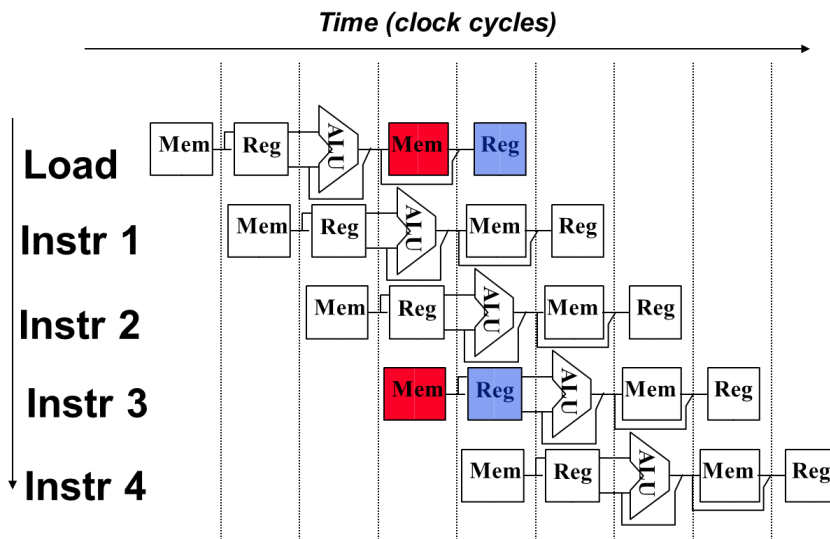 Time (clock cycles)
Load Mem Reg ALU Mem Reg
Instr 1 Mem Reg ALU Mem Reg
Instr 2 Mem Reg ALU Mem Reg
Instr 3 Mem Reg ALU Mem Reg
Instr 4 Mem Reg ALU Mem Reg